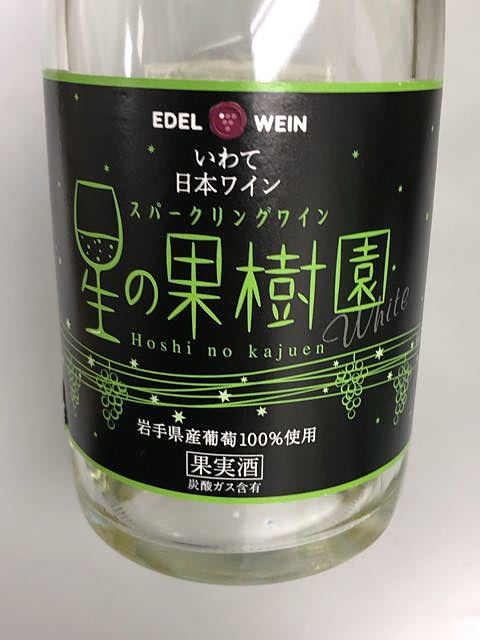 EDEL WEIN
いわて
日本ワイン
スパークリングワイン
星の果樹園
White
Hoshi no kajuen
岩手県産葡萄100%使用
果実酒
炭酸ガス含有